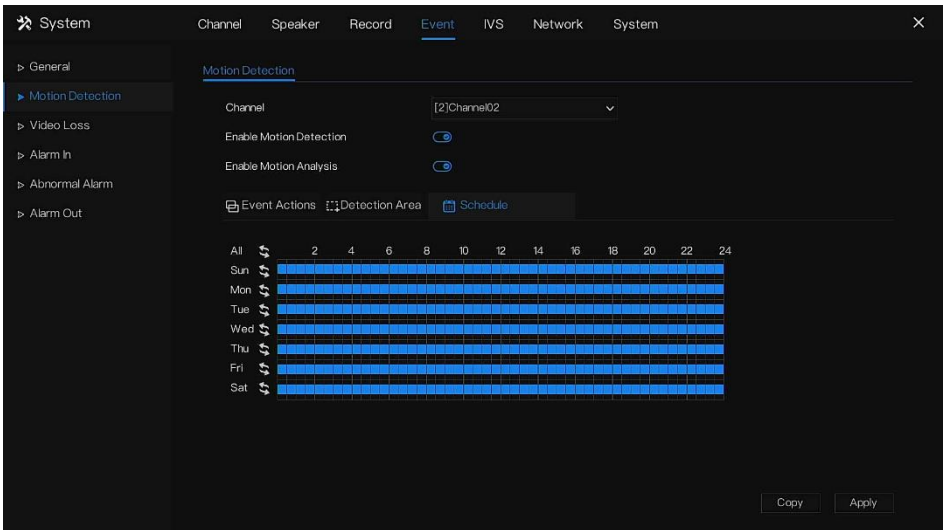 System
Channel Speaker Record Event IVS Network System
General
Motion Detection
Video Loss
Alarm In
Abnormal Alarm
Alarm Out
Motion Detection
Channel [2]Channel02
Enable Motion Detection
Enable Motion Analysis
Event Actions Detection Area Schedule
All 2 4 6 8 10 12 14 16 18 20 22 24
Sun
Mon
Tue
Wed
Thu
Fri
Sat
Copy Apply